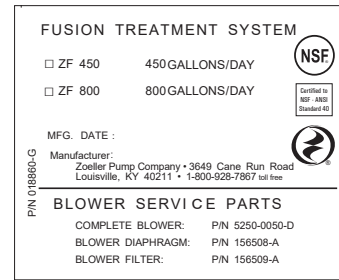 FUSION TREATMENT SYSTEM
NSF®
☐ ZF 450 450 GALLONS/DAY
☐ ZF 800 800 GALLONS/DAY
Certified to
NSF - ANSI
Standard 40
MFG. DATE :
Manufacturer:
Zoeller Pump Company • 3649 Cane Run Road
Louisville, KY 40211 • 1-800-928-7867 toll free
®
P/N 018860-G
BLOWER SERVICE PARTS
COMPLETE BLOWER: P/N 5250-0050-D
BLOWER DIAPHRAGM: P/N 156508-A
BLOWER FILTER: P/N 156509-A